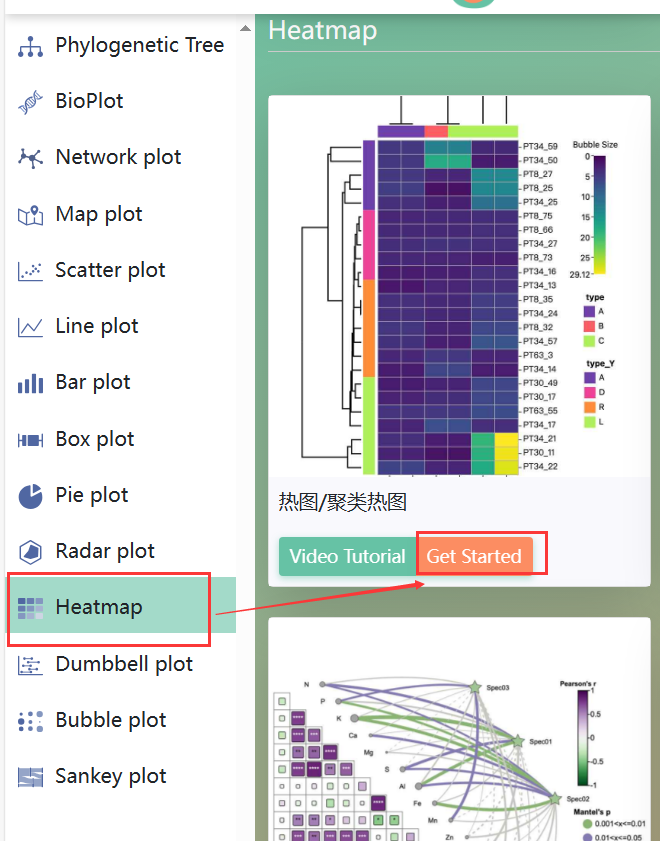 Phylogenetic Tree
BioPlot
Network plot
Map plot
Scatter plot
Line plot
Bar plot
Box plot
Pie plot
Radar plot
Heatmap
Dumbbell plot
Bubble plot
Sankey plot
Heatmap
PT34_59
PT34_50
PT8_27
PT8_25
PT34_25
PT8_75
PT8_66
PT34_27
PT8_73
PT34_16
PT34_13
PT8_35
PT34_24
PT8_32
PT34_57
PT63_3
PT34_14
PT30_49
PT30_17
PT63_55
PT34_17
PT34_21
PT30_11
PT34_22
Bubble Size
0
5
10
15
20
25
29.12
type
A
B
C
type_Y
A
D
R
L
热图/聚类热图
Video Tutorial
Get Started
N
P
K
Ca
Mg
S
Al
Fe
Mn
Zn
Spec03
Spec01
Spec02
Pearson's r
1
0.5
0
-0.5
-1
Mantel's p
0.001<x<=0.01
0.01<x<=0.05